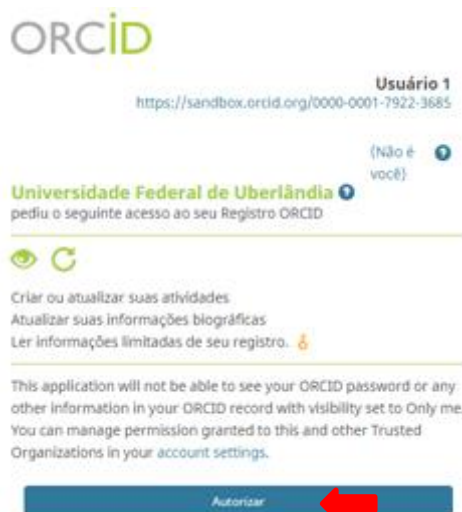 ORCiD
Usuário 1
https://sandbox.orcid.org/0000-0001-7922-3685
(Não é
você)
Universidade Federal de Uberlândia
pediu o seguinte acesso ao seu Registro ORCID
Criar ou atualizar suas atividades
Atualizar suas informações biográficas
Ler informações limitadas de seu registro.
This application will not be able to see your ORCID password or any
other information in your ORCID record with visibility set to Only me
You can manage permission granted to this and other Trusted
Organizations in your account settings.
Autorizar